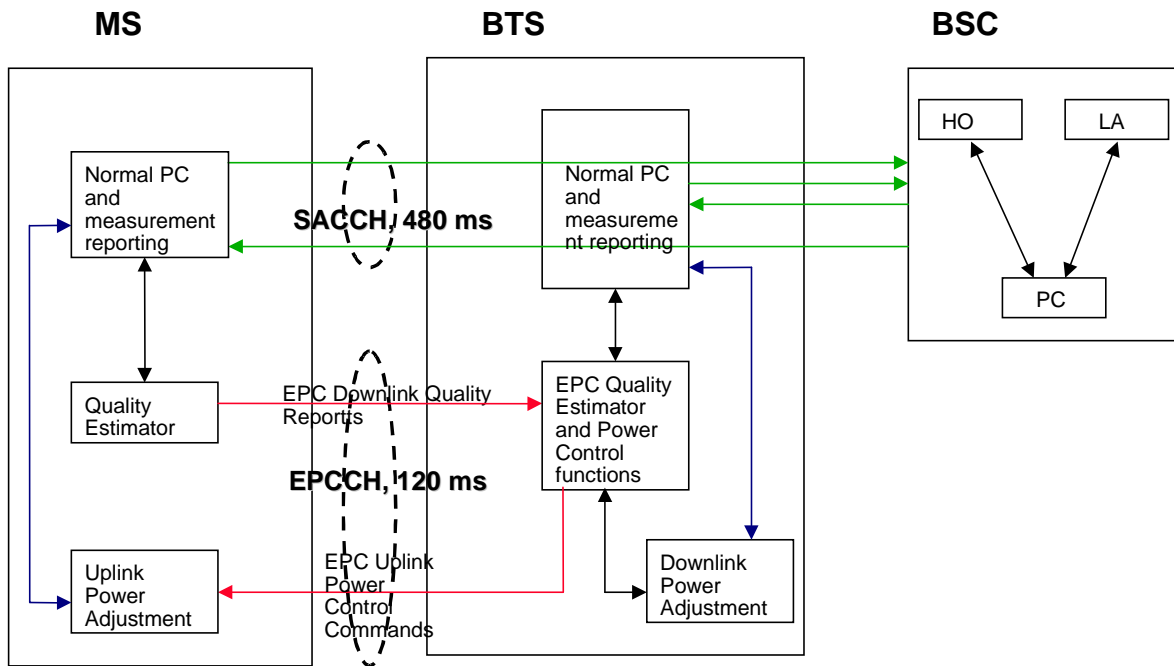 MS
BTS
BSC
HO
LA
PC
Normal PC
and
measurement
reporting
SACCH, 480 ms
Normal PC
and
measureme
nt reporting
Quality
Estimator
EPC Downlink Quality
Reportts
EPC Quality
Estimator
and Power
Control
functions
EPCCH, 120 ms
Uplink
Power
Adjustment
EPC Uplink
Power
Control
Commands
Downlink
Power
Adjustment